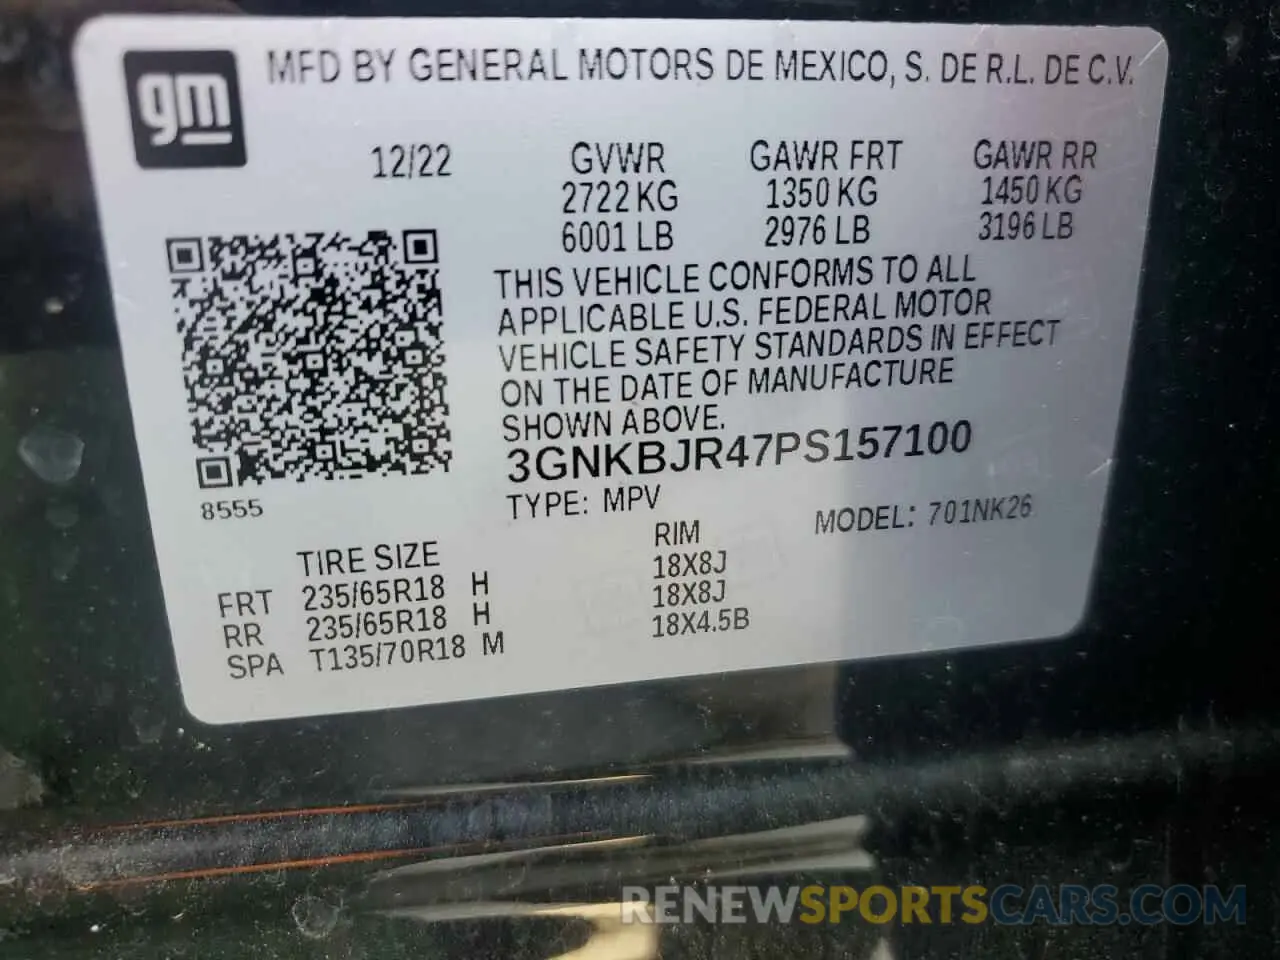 gm
MFD BY GENERAL MOTORS DE MEXICO, S. DE R.L. DE C.V.
12/22 GVWR GAWR FRT GAWR RR
2722 KG 1350 KG 1450 KG
6001 LB 2976 LB 3196 LB
THIS VEHICLE CONFORMS TO ALL
APPLICABLE U.S. FEDERAL MOTOR
VEHICLE SAFETY STANDARDS IN EFFECT
ON THE DATE OF MANUFACTURE
SHOWN ABOVE.
3GNKBJR47PS157100
8555
TYPE: MPV MODEL: 701NK26
TIRE SIZE RIM
FRT 235/65R18 H 18X8J
RR 235/65R18 H 18X8J
SPA T135/70R18 M 18X4.5B
RENEWSPORTSCARS.COM